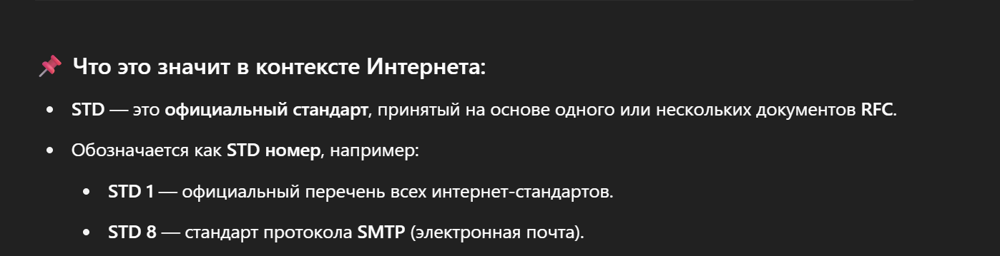 📌 Что это значит в контексте Интернета:
• STD — это официальный стандарт, принятый на основе одного или нескольких документов RFC.
• Обозначается как STD номер, например:
• STD 1 — официальный перечень всех интернет-стандартов.
• STD 8 — стандарт протокола SMTP (электронная почта).